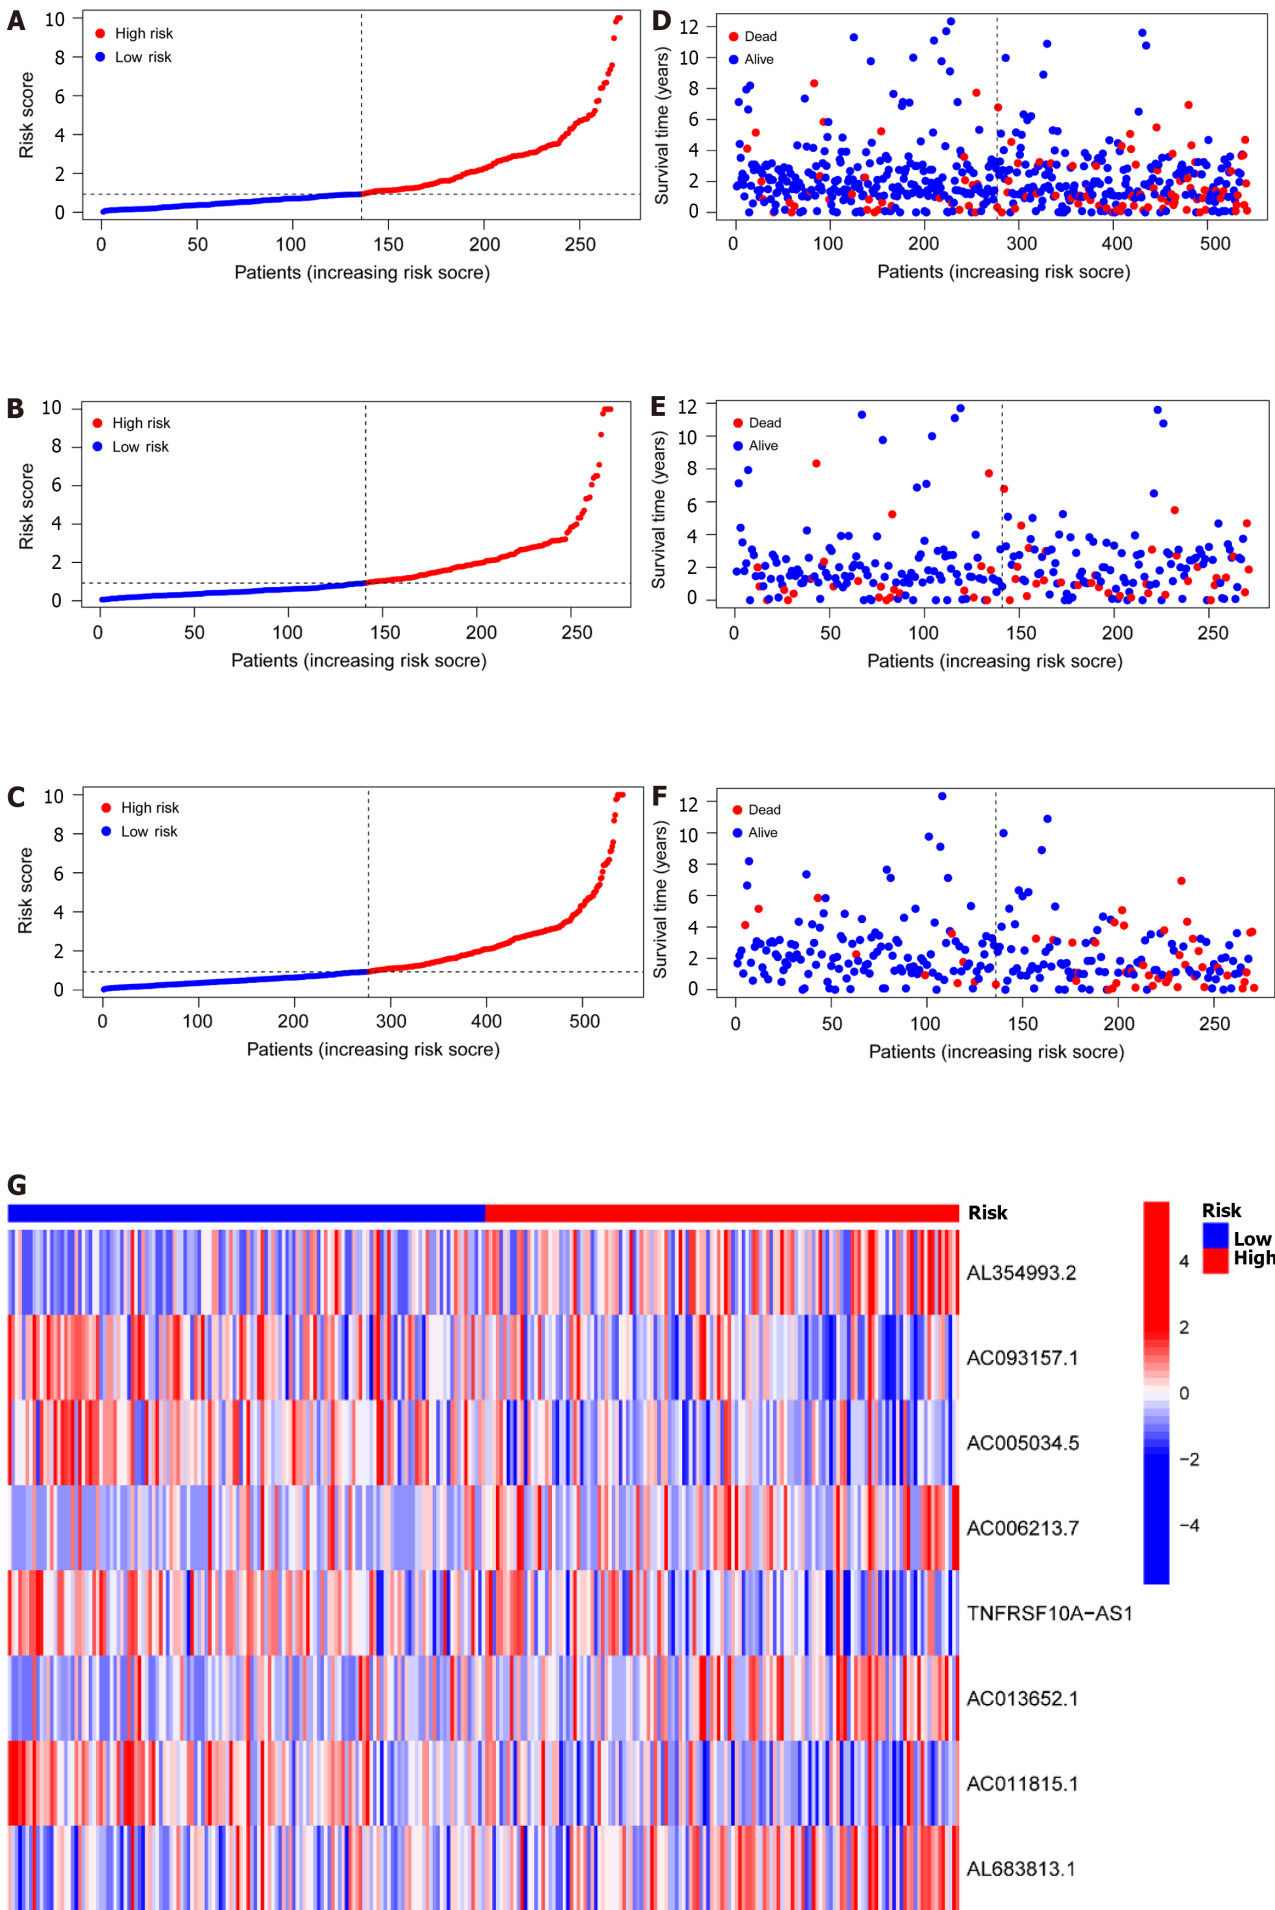 A
Risk score
10
8
6
4
2
0
High risk
Low risk
0 50 100 150 200 250
Patients (increasing risk socre)
D
Survival time (years)
12
10
8
6
4
2
0
Dead
Alive
0 100 200 300 400 500
Patients (increasing risk socre)
B
Risk score
10
8
6
4
2
0
High risk
Low risk
0 50 100 150 200 250
Patients (increasing risk socre)
E
Survival time (years)
12
10
8
6
4
2
0
Dead
Alive
0 50 100 150 200 250
Patients (increasing risk socre)
C
Risk score
10
8
6
4
2
0
High risk
Low risk
0 100 200 300 400 500
Patients (increasing risk socre)
F
Survival time (years)
12
10
8
6
4
2
0
Dead
Alive
0 50 100 150 200 250
Patients (increasing risk socre)
G
Risk
AL354993.2
AC093157.1
AC005034.5
AC006213.7
TNFRSF10A−AS1
AC013652.1
AC011815.1
AL683813.1
4
2
0
−2
−4
Risk
Low
High